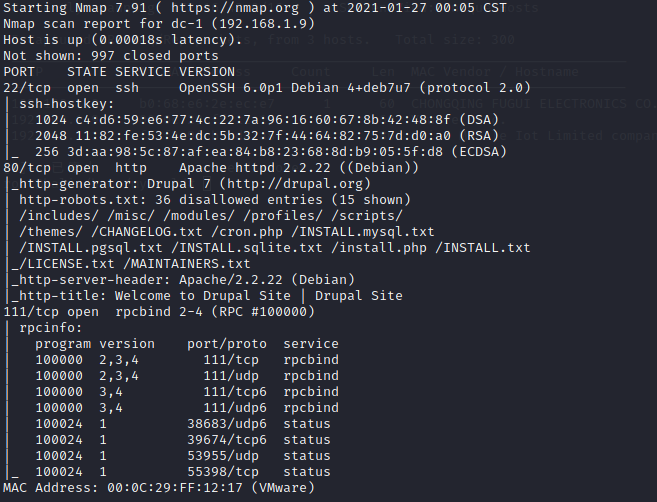 Starting Nmap 7.91 ( https://nmap.org ) at 2021-01-27 00:05 CST
Nmap scan report for dc-1 (192.168.1.9)
Host is up (0.00018s latency).
Not shown: 997 closed ports
PORT    STATE SERVICE VERSION
22/tcp  open  ssh     OpenSSH 6.0p1 Debian 4+deb7u7 (protocol 2.0)
| ssh-hostkey:
|   1024 c4:d6:59:e6:77:4c:22:7a:96:16:60:67:8b:42:48:8f (DSA)
|   2048 11:82:fe:53:4e:dc:5b:32:7f:44:64:82:75:7d:d0:a0 (RSA)
|_  256 3d:aa:98:5c:87:af:ea:84:b8:23:68:8d:b9:05:5f:d8 (ECDSA)
80/tcp  open  http    Apache httpd 2.2.22 ((Debian))
|_http-generator: Drupal 7 (http://drupal.org)
| http-robots.txt: 36 disallowed entries (15 shown)
| /includes/ /misc/ /modules/ /profiles/ /scripts/
| /themes/ /CHANGELOG.txt /cron.php /INSTALL.mysql.txt
| /INSTALL.pgsql.txt /INSTALL.sqlite.txt /install.php /INSTALL.txt
|_/LICENSE.txt /MAINTAINERS.txt
|_http-server-header: Apache/2.2.22 (Debian)
|_http-title: Welcome to Drupal Site | Drupal Site
111/tcp open  rpcbind 2-4 (RPC #100000)
| rpcinfo:
|   program version    port/proto  service
|   100000  2,3,4        111/tcp   rpcbind
|   100000  2,3,4        111/udp   rpcbind
|   100000  3,4          111/tcp6  rpcbind
|   100000  3,4          111/udp6  rpcbind
|   100024  1          38683/udp6  status
|   100024  1          39674/tcp6  status
|   100024  1          53955/udp   status
|_  100024  1          55398/tcp   status
MAC Address: 00:0C:29:FF:12:17 (VMware)